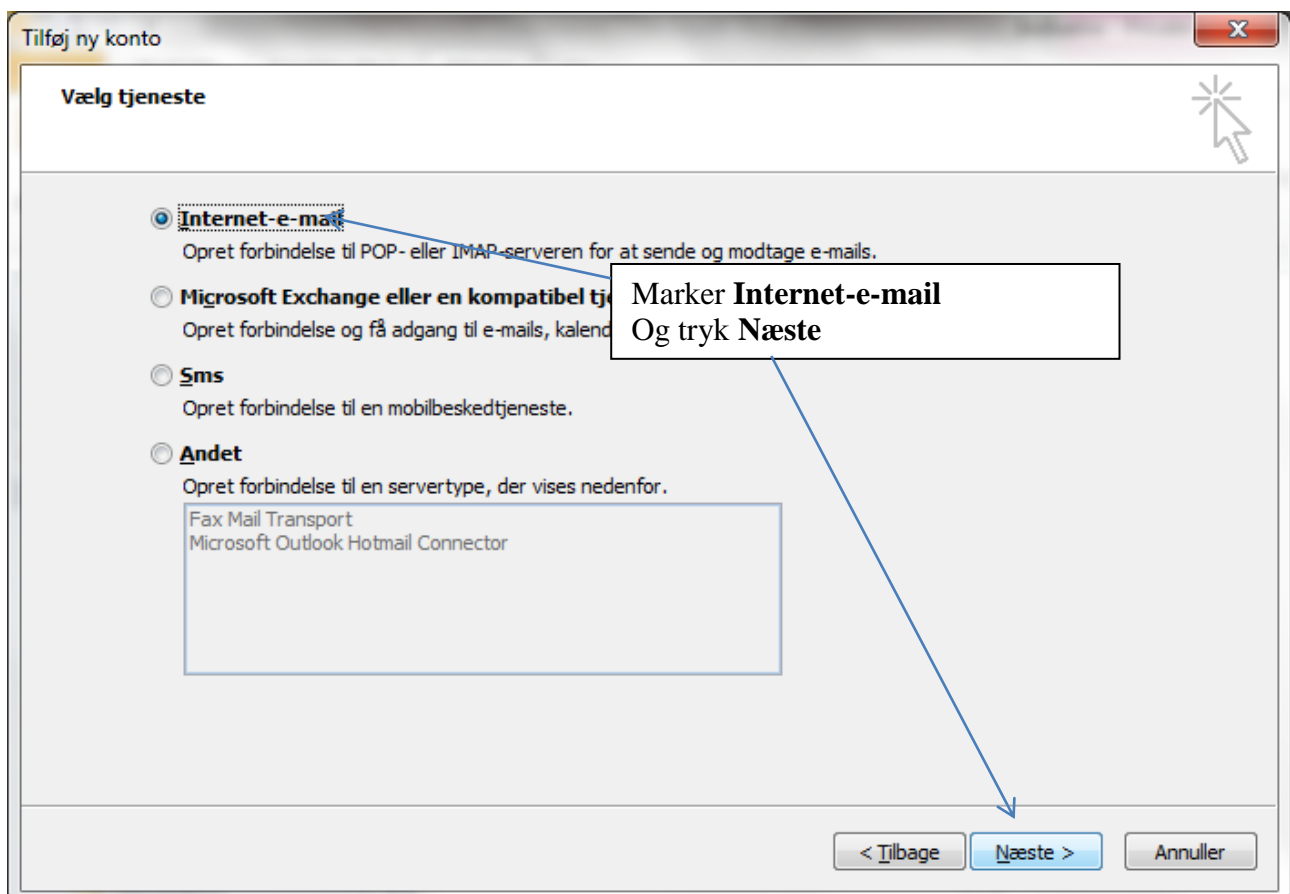 Tilføj ny konto
Vælg tjeneste
Internet-e-mail
Opret forbindelse til POP- eller IMAP-serveren for at sende og modtage e-mails.
Microsoft Exchange eller en kompatibel
Opret forbindelse og få adgang til e-mails,
Marker Internet-e-mail
Og tryk Næste
Sms
Opret forbindelse til en mobilbeskedtjeneste.
Andet
Opret forbindelse til en servertype, der vises nedenfor.
Fax Mail Transport
Microsoft Outlook Hotmail Connector
< Tilbage
Næste >
Annuller